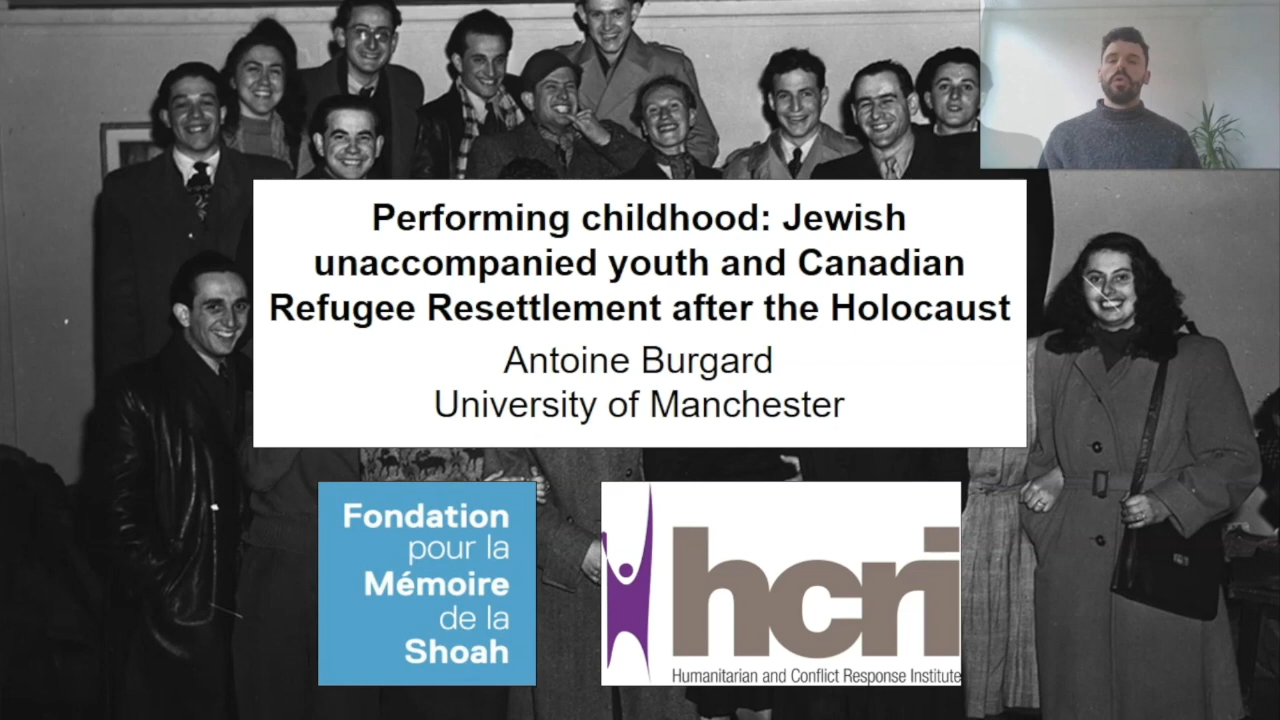 Performing childhood: Jewish
unaccompanied youth and Canadian
Refugee Resettlement after the Holocaust
Antoine Burgard
University of Manchester
Fondation
pour la
Mémoire
de la
Shoah
hcri
Humanitarian and Conflict Response Institute